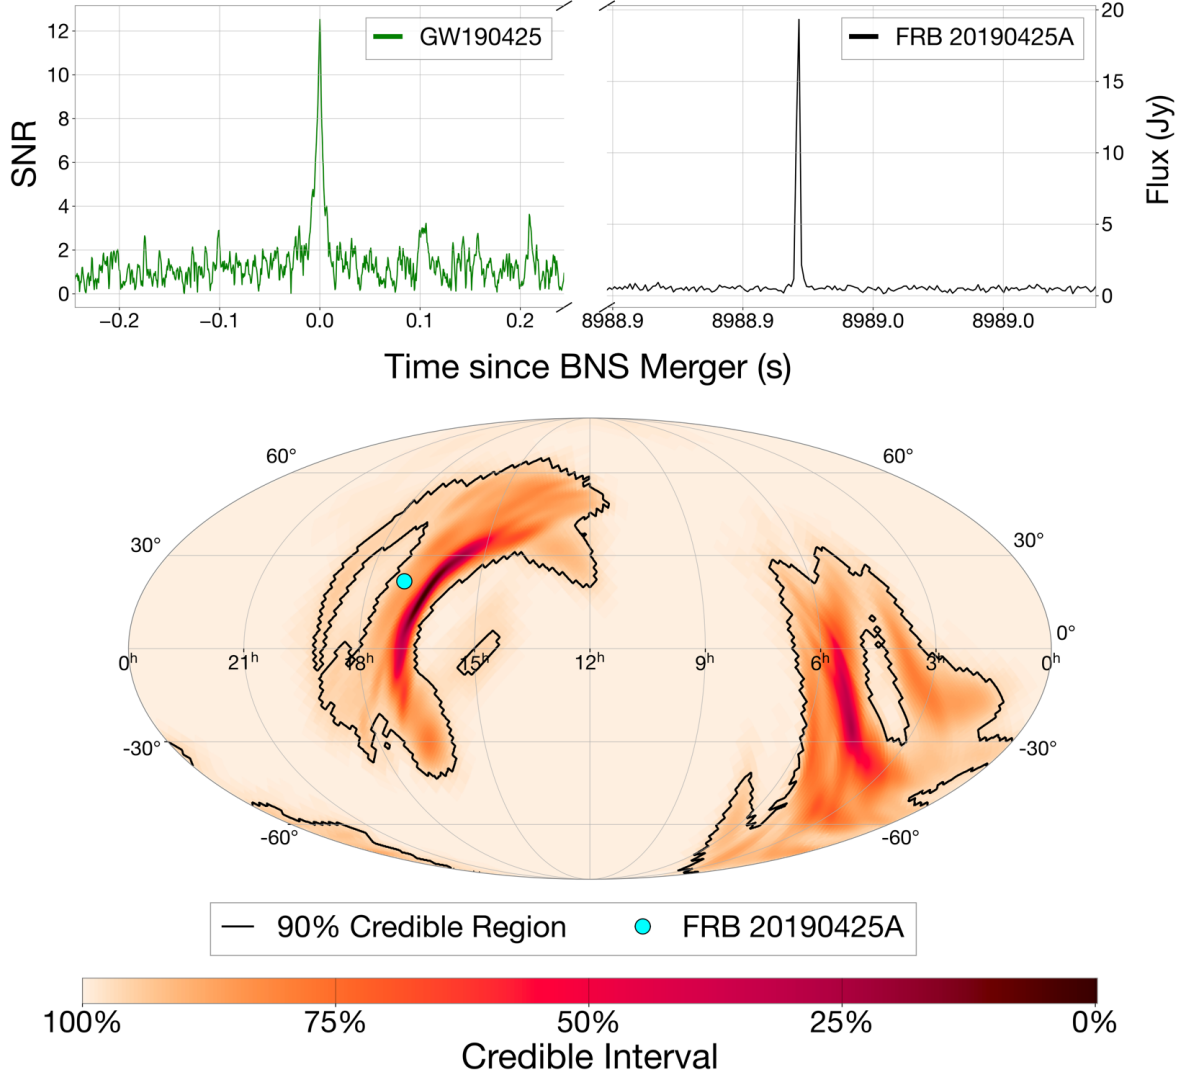 GW190425
FRB 20190425A
SNR
12
10
8
6
4
2
0
20
15
10
5
0
Flux (Jy)
−0.2 −0.1 0.0 0.1 0.2 8988.9 8988.9 8989.0 8989.0
Time since BNS Merger (s)
60° 60°
30° 30°
0h 21h 18h 15h 12h 9h 6h 3h 0h 0°
-30° -30°
-60° -60°
90% Credible Region FRB 20190425A
100% 75% 50% 25% 0%
Credible Interval